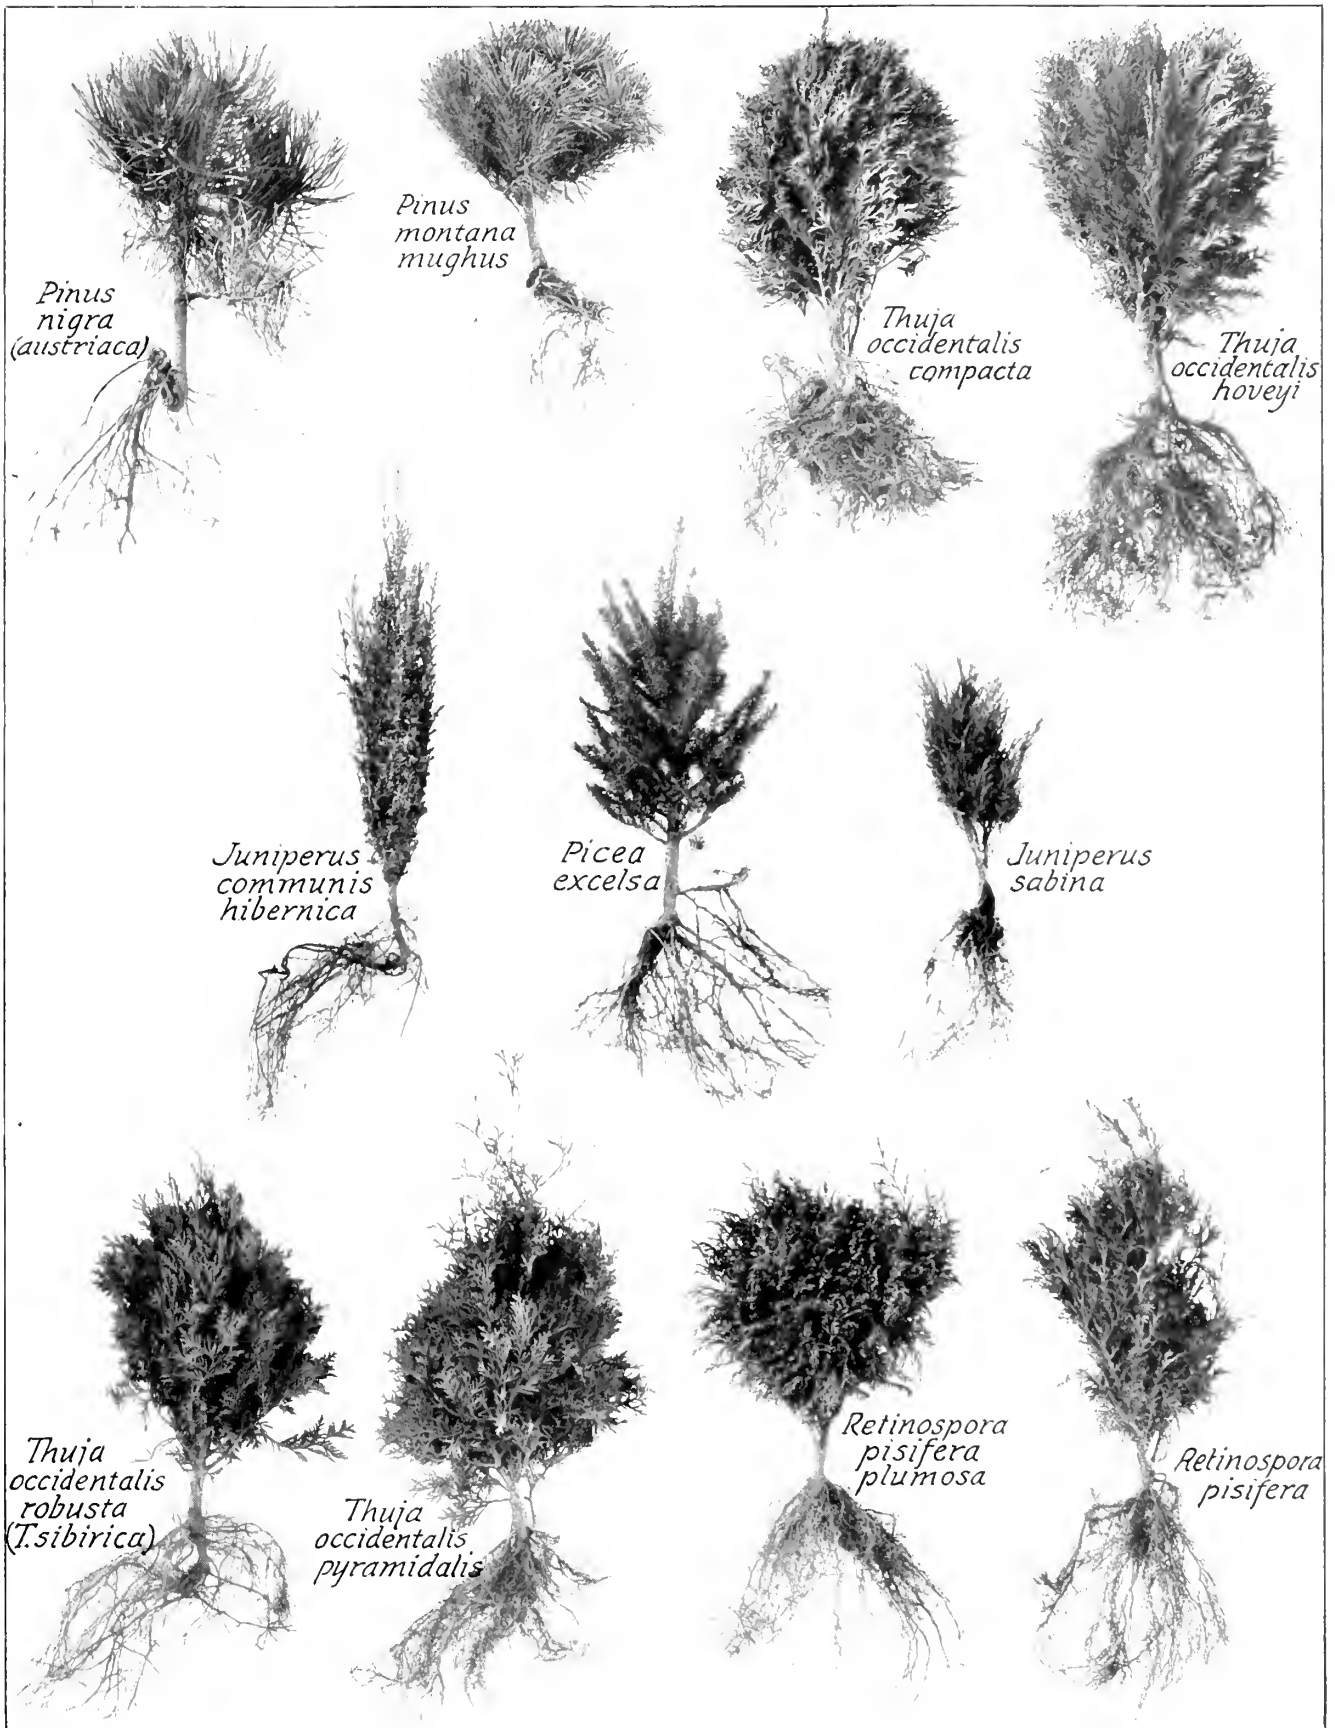 Pinus
nigra
(austriaca)
Pinus
montana
mughus
Thuja
occidentalis
compacta
Thuja
occidentalis
hoveyi
Juniperus
communis
hibernica
Picea
excelsa
Juniperus
sabina
Thuja
occidentalis
robusta
(T. sibirica)
Thuja
occidentalis
pyramidalis
Retinospora
pisifera
plumosa
Retinospora
pisifera